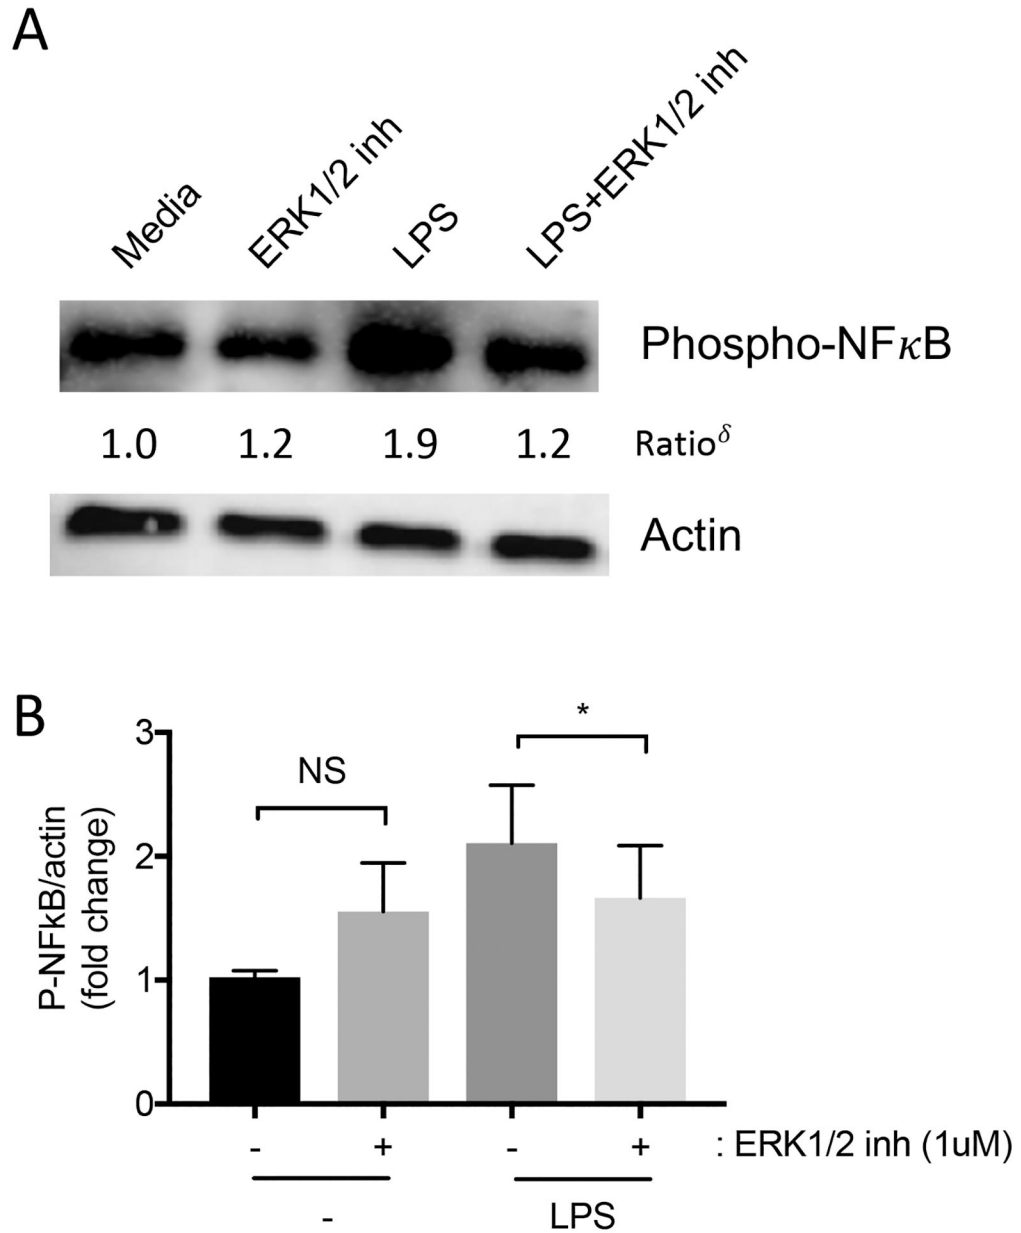 A
Media
ERK1/2 inh
LPS
LPS+ERK1/2 inh
Phospho-NFκB
1.0 1.2 1.9 1.2 Ratioδ
Actin
B
3
2
1
0
P-NFkB/actin
(fold change)
NS
*
- + - + : ERK1/2 inh (1uM)
- LPS